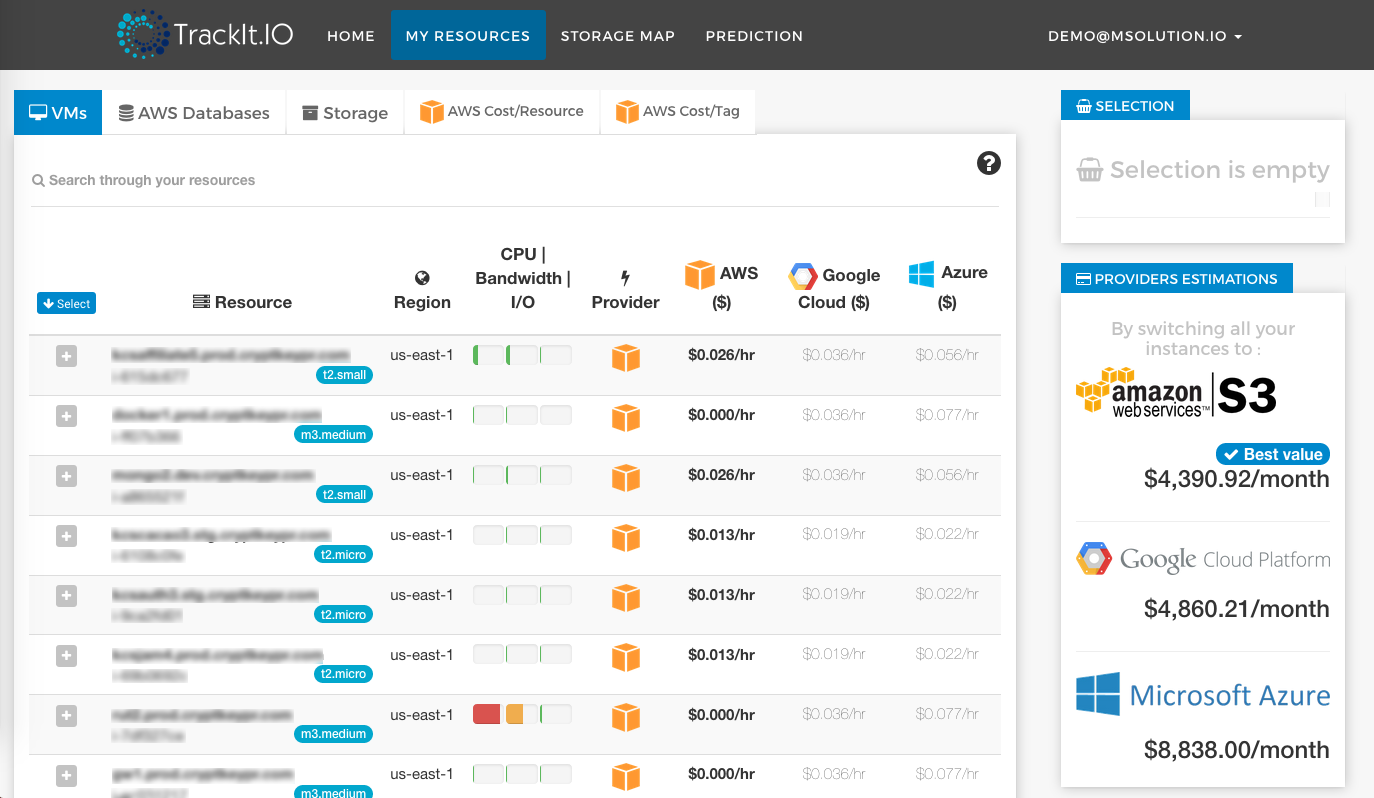 TrackIt.IO HOME MY RESOURCES STORAGE MAP PREDICTION DEMO@MSOLUTION.IO
VMs AWS Databases Storage AWS Cost/Resource AWS Cost/Tag
Search through your resources
?
Select
Resource
Region
CPU |
Bandwidth |
I/O
Provider
AWS
($)
Google
Cloud ($)
Azure
($)
us-east-1 $0.026/hr $0.036/hr $0.056/hr
t2.small
us-east-1 $0.000/hr $0.036/hr $0.077/hr
m3.medium
us-east-1 $0.026/hr $0.036/hr $0.056/hr
t2.small
us-east-1 $0.013/hr $0.019/hr $0.022/hr
t2.micro
us-east-1 $0.013/hr $0.019/hr $0.022/hr
t2.micro
us-east-1 $0.013/hr $0.019/hr $0.022/hr
t2.micro
us-east-1 $0.000/hr $0.036/hr $0.077/hr
m3.medium
us-east-1 $0.000/hr $0.036/hr $0.077/hr
m3.medium
SELECTION
Selection is empty
PROVIDERS ESTIMATIONS
By switching all your
instances to :
amazon
web services™ S3
Best value
$4,390.92/month
Google Cloud Platform
$4,860.21/month
Microsoft Azure
$8,838.00/month